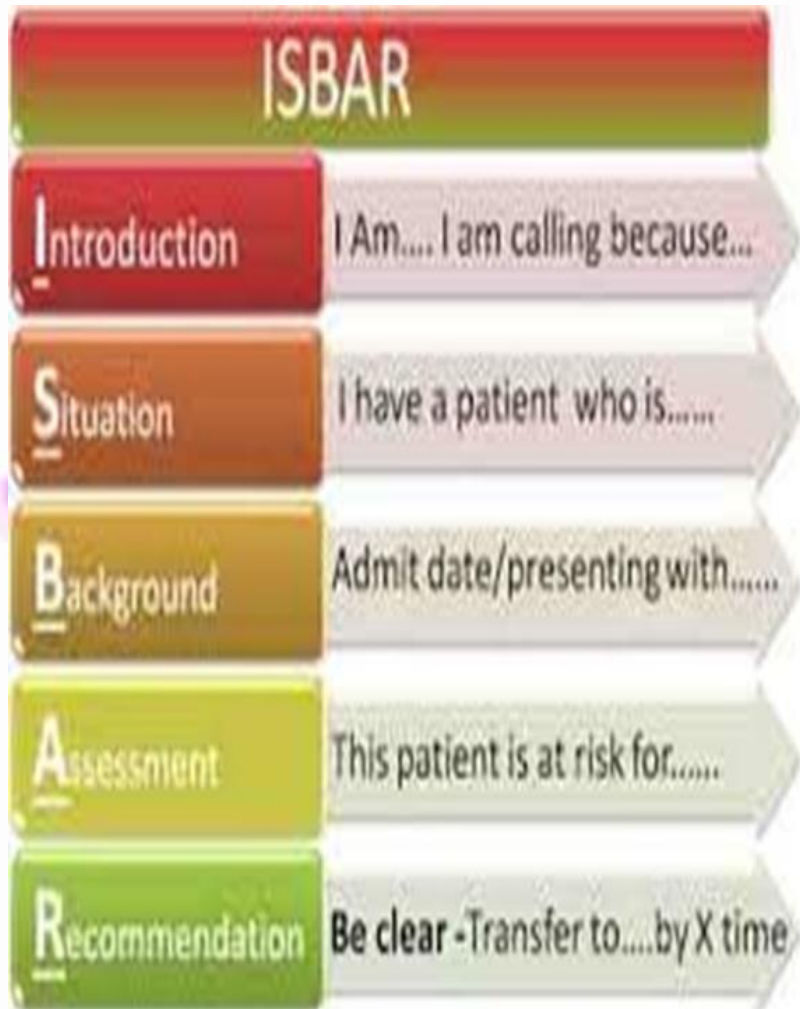 ISBAR
Introduction
I Am.... I am calling because...
Situation
I have a patient who is......
Background
Admit date/presenting with......
Assessment
This patient is at risk for......
Recommendation
Be clear -Transfer to....by X time